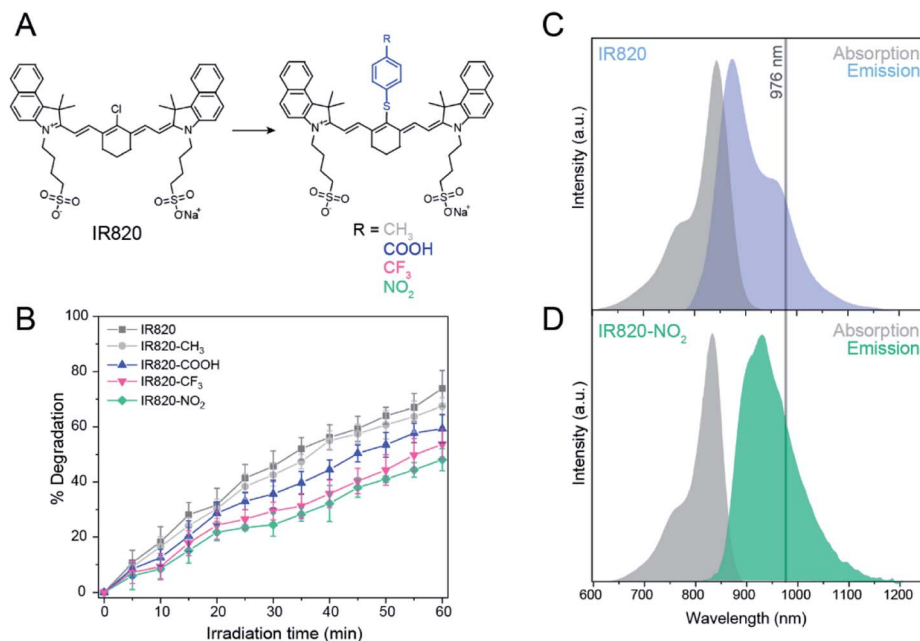 A
Cl
N⁺
N
O=S=O
O⁻
O=S=O
ONa⁺
IR820
R
S
N⁺
N
O=S=O
O⁻
O=S=O
ONa⁺
R = CH₃
COOH
CF₃
NO₂
B
% Degradation
100
80
60
40
20
0
IR820
IR820-CH₃
IR820-COOH
IR820-CF₃
IR820-NO₂
0 10 20 30 40 50 60
Irradiation time (min)
C
IR820
976 nm
Absorption
Emission
Intensity (a.u.)
D
IR820-NO₂
Absorption
Emission
Intensity (a.u.)
600 700 800 900 1000 1100 1200
Wavelength (nm)